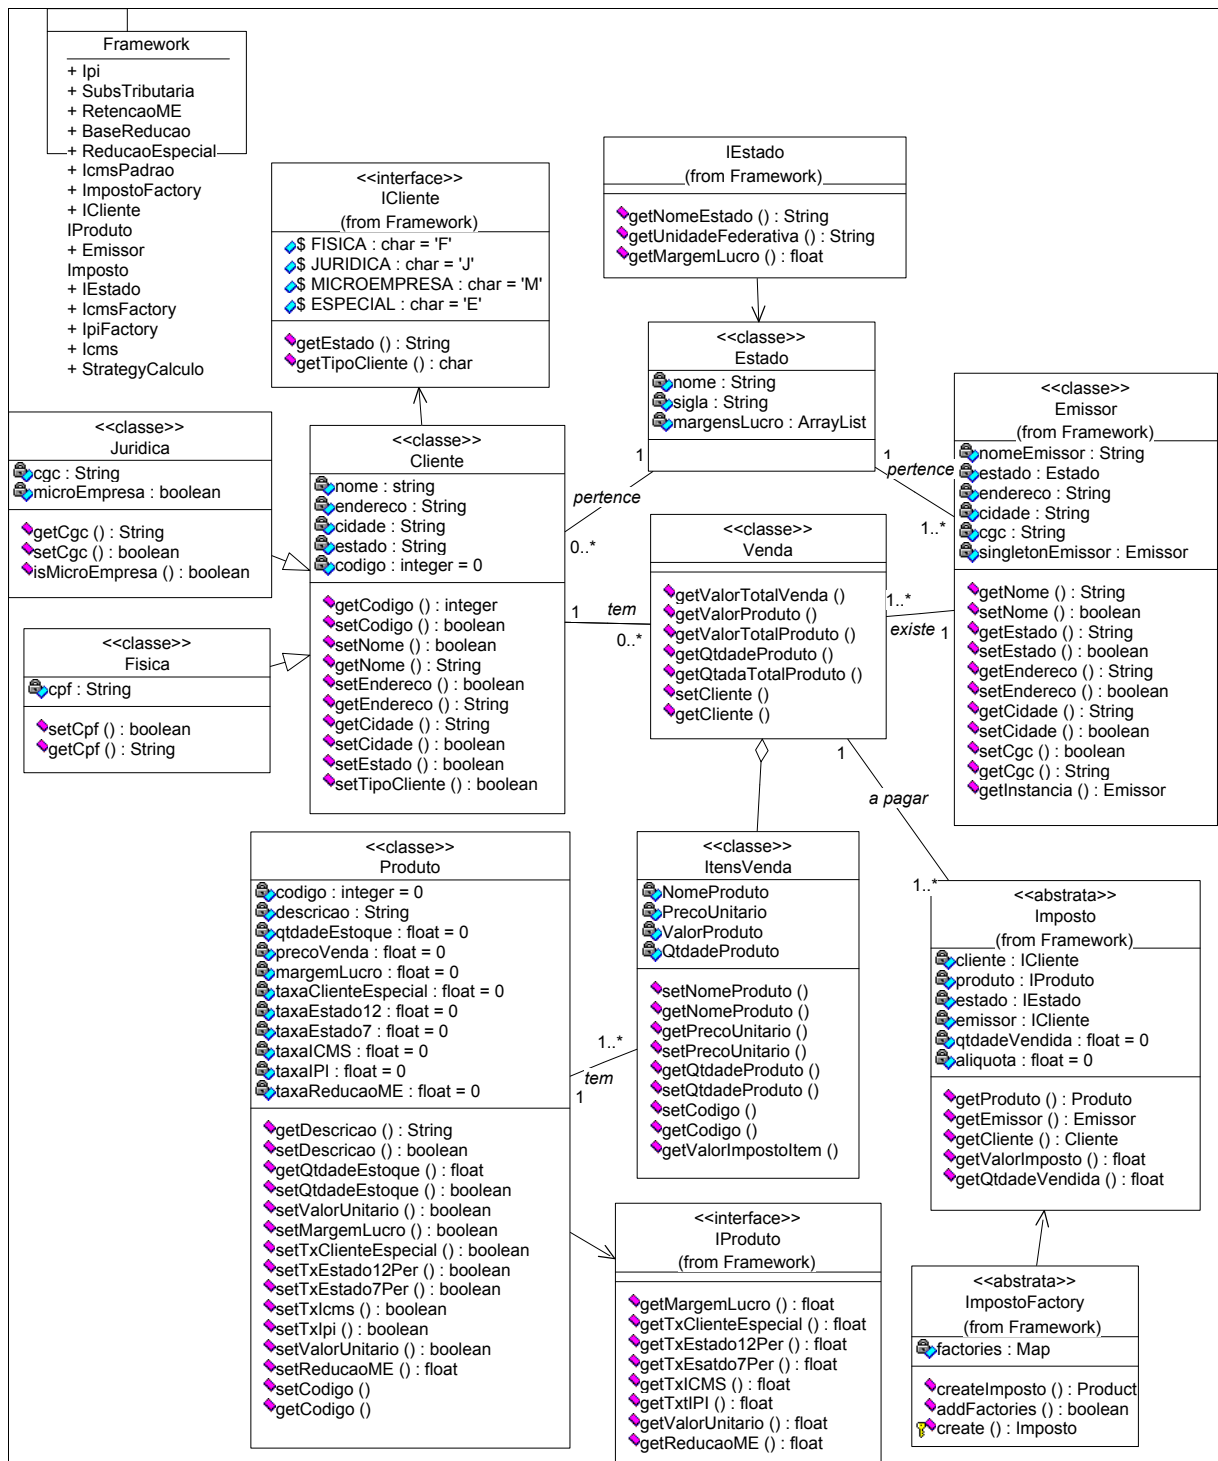 Framework
+ Ipi
+ SubsTributaria
+ RetencaoME
+ BaseReducao
+ ReducaoEspecial
+ IcmsPadrao
+ ImpostoFactory
+ ICliente
IProduto
+ Emissor
Imposto
+ IEstado
+ IcmsFactory
+ IpiFactory
+ Icms
+ StrategyCalculo
<<interface>>
ICliente
(from Framework)
$ FISICA : char = 'F'
$ JURIDICA : char = 'J'
$ MICROEMPRESA : char = 'M'
$ ESPECIAL : char = 'E'
getEstado () : String
getTipoCliente () : char
IEstado
(from Framework)
getNomeEstado () : String
getUnidadeFederativa () : String
getMargemLucro () : float
<<classe>>
Estado
nome : String
sigla : String
margensLucro : ArrayList
<<classe>>
Emissor
(from Framework)
nomeEmissor : String
estado : Estado
endereco : String
cidade : String
cgc : String
singletonEmissor : Emissor
getNome () : String
setNome () : boolean
getEstado () : String
setEstado () : boolean
getEndereco () : String
setEndereco () : boolean
getCidade () : String
setCidade () : boolean
setCgc () : boolean
getCgc () : String
getInstancia () : Emissor
<<classe>>
Juridica
cgc : String
microEmpresa : boolean
getCgc () : String
setCgc () : boolean
isMicroEmpresa () : boolean
<<classe>>
Cliente
nome : string
endereco : String
cidade : String
estado : String
codigo : integer = 0
getCodigo () : integer
setCodigo () : boolean
setNome () : boolean
getNome () : String
setEndereco () : boolean
getEndereco () : String
getCidade () : String
setCidade () : boolean
setEstado () : boolean
setTipoCliente () : boolean
1
pertence
0..*
1
pertence
1..*
<<classe>>
Fisica
cpf : String
setCpf () : boolean
getCpf () : String
1
tem
0..*
<<classe>>
Venda
getValorTotalVenda ()
getValorProduto ()
getValorTotalProduto ()
getQtdadeProduto ()
getQtadaTotalProduto ()
setCliente ()
getCliente ()
1..*
existe
1
1
a pagar
1..*
<<classe>>
Produto
codigo : integer = 0
descricao : String
qtdadeEstoque : float = 0
precoVenda : float = 0
margemLucro : float = 0
taxaClienteEspecial : float = 0
taxaEstado12 : float = 0
taxaEstado7 : float = 0
taxaICMS : float = 0
taxaIPI : float = 0
taxaReducaoME : float = 0
getDescricao () : String
setDescricao () : boolean
getQtdadeEstoque () : float
setQtdadeEstoque () : boolean
setValorUnitario () : boolean
setMargemLucro () : boolean
setTxClienteEspecial () : boolean
setTxEstado12Per () : boolean
setTxEstado7Per () : boolean
setTxIcms () : boolean
setTxIpi () : boolean
setValorUnitario () : boolean
setReducaoME () : float
setCodigo ()
getCodigo ()
1..*
tem
1
<<classe>>
ItensVenda
NomeProduto
PrecoUnitario
ValorProduto
QtdadeProduto
setNomeProduto ()
getNomeProduto ()
getPrecoUnitario ()
setPrecoUnitario ()
getQtdadeProduto ()
setQtdadeProduto ()
setCodigo ()
getCodigo ()
getValorImpostoItem ()
<<abstrata>>
Imposto
(from Framework)
cliente : ICliente
produto : IProduto
estado : IEstado
emissor : ICliente
qtdadeVendida : float = 0
aliquota : float = 0
getProduto () : Produto
getEmissor () : Emissor
getCliente () : Cliente
getValorImposto () : float
getQtdadeVendida () : float
<<interface>>
IProduto
(from Framework)
getMargemLucro () : float
getTxClienteEspecial () : float
getTxEstado12Per () : float
getTxEsatdo7Per () : float
getTxICMS () : float
getTxtIPI () : float
getValorUnitario () : float
getReducaoME () : float
<<abstrata>>
ImpostoFactory
(from Framework)
factories : Map
createImposto () : Product
addFactories () : boolean
create () : Imposto